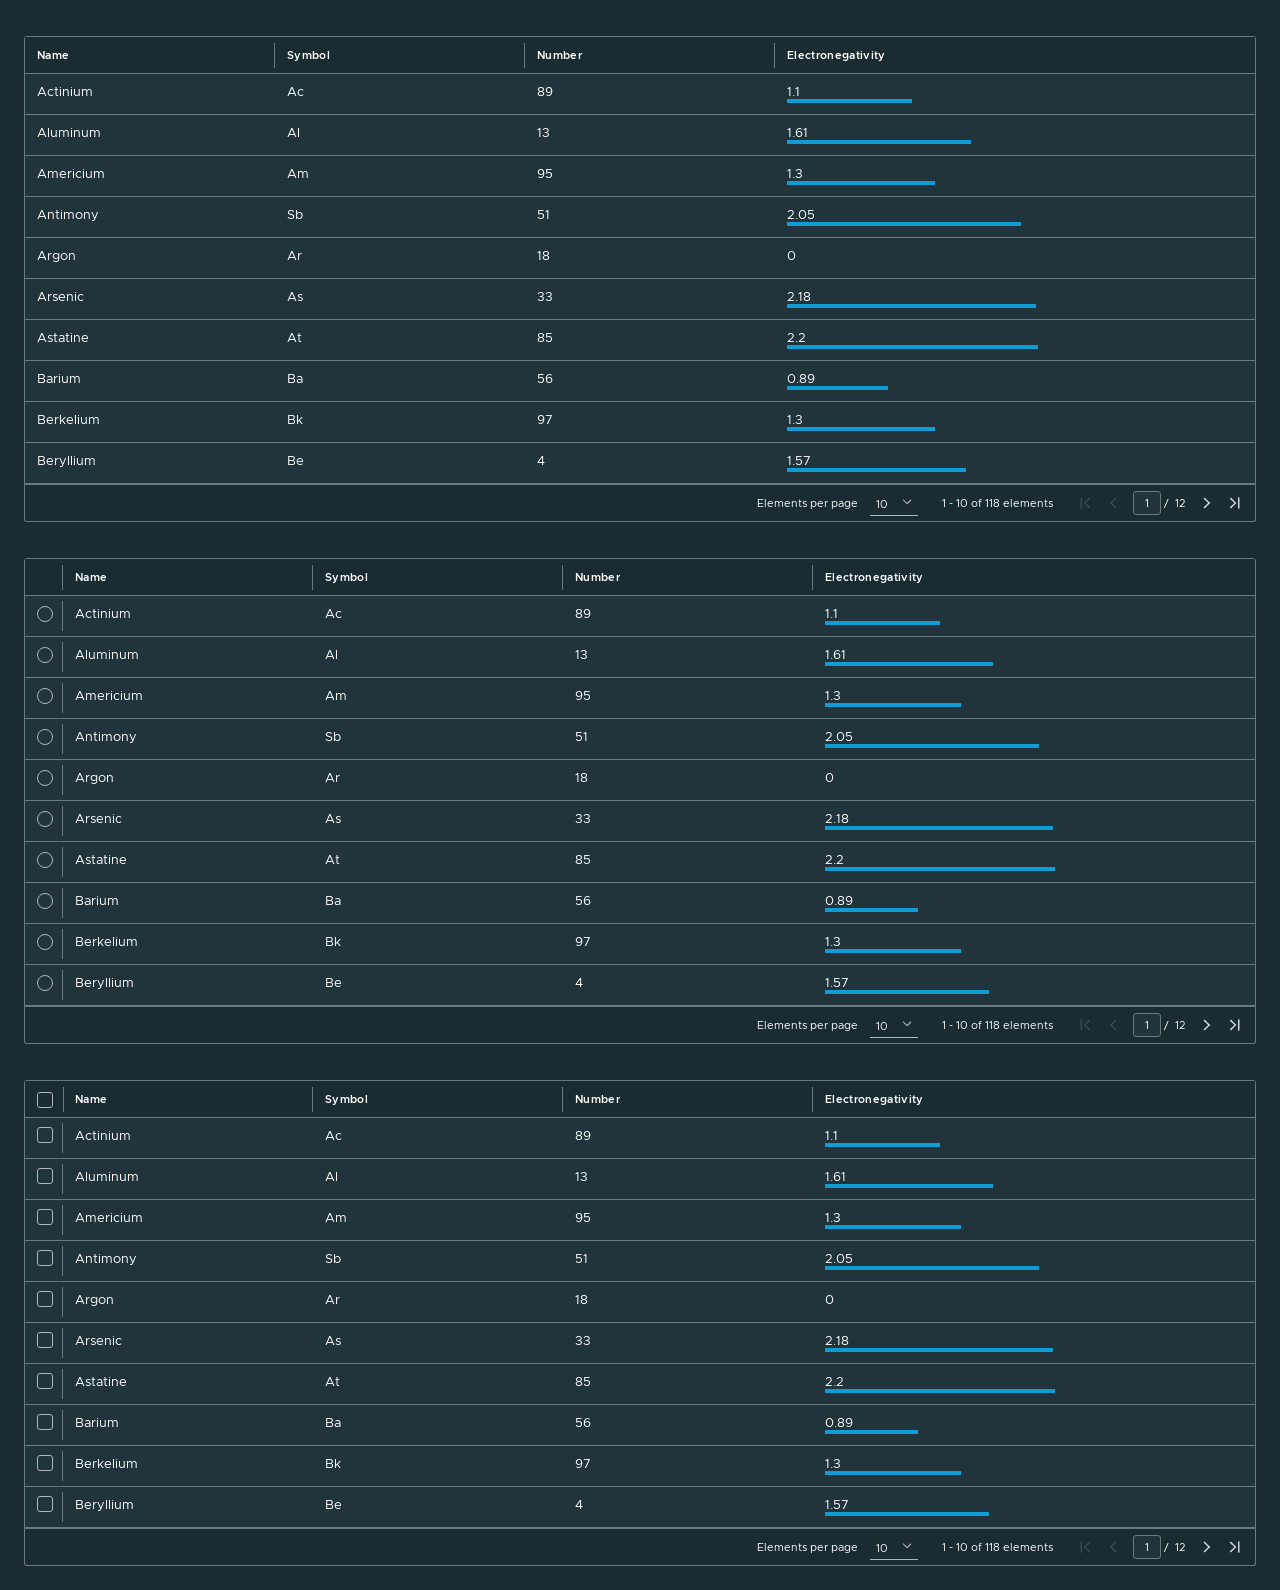 Name Symbol Number Electronegativity
Actinium Ac 89 1.1
Aluminum Al 13 1.61
Americium Am 95 1.3
Antimony Sb 51 2.05
Argon Ar 18 0
Arsenic As 33 2.18
Astatine At 85 2.2
Barium Ba 56 0.89
Berkelium Bk 97 1.3
Beryllium Be 4 1.57
Elements per page 10 1 - 10 of 118 elements 1 / 12
Name Symbol Number Electronegativity
Actinium Ac 89 1.1
Aluminum Al 13 1.61
Americium Am 95 1.3
Antimony Sb 51 2.05
Argon Ar 18 0
Arsenic As 33 2.18
Astatine At 85 2.2
Barium Ba 56 0.89
Berkelium Bk 97 1.3
Beryllium Be 4 1.57
Elements per page 10 1 - 10 of 118 elements 1 / 12
Name Symbol Number Electronegativity
Actinium Ac 89 1.1
Aluminum Al 13 1.61
Americium Am 95 1.3
Antimony Sb 51 2.05
Argon Ar 18 0
Arsenic As 33 2.18
Astatine At 85 2.2
Barium Ba 56 0.89
Berkelium Bk 97 1.3
Beryllium Be 4 1.57
Elements per page 10 1 - 10 of 118 elements 1 / 12